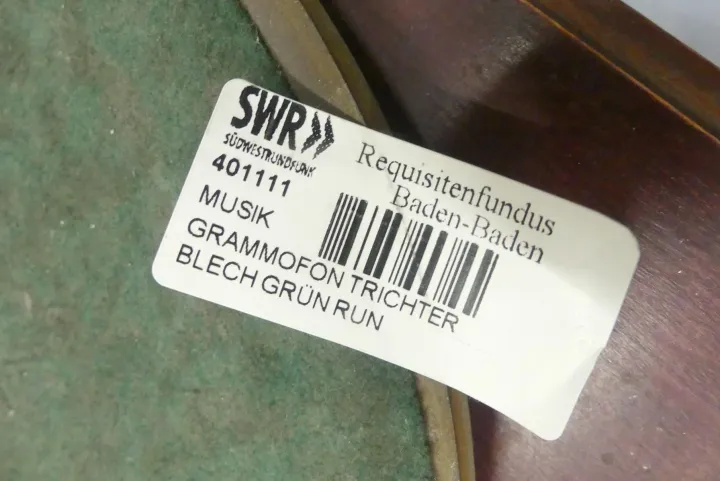 SWR
SÜDWESTRUNDFUNK
Requisitenfundus
Baden-Baden
401111
MUSIK
GRAMMOFON TRICHTER
BLECH GRÜN RUN